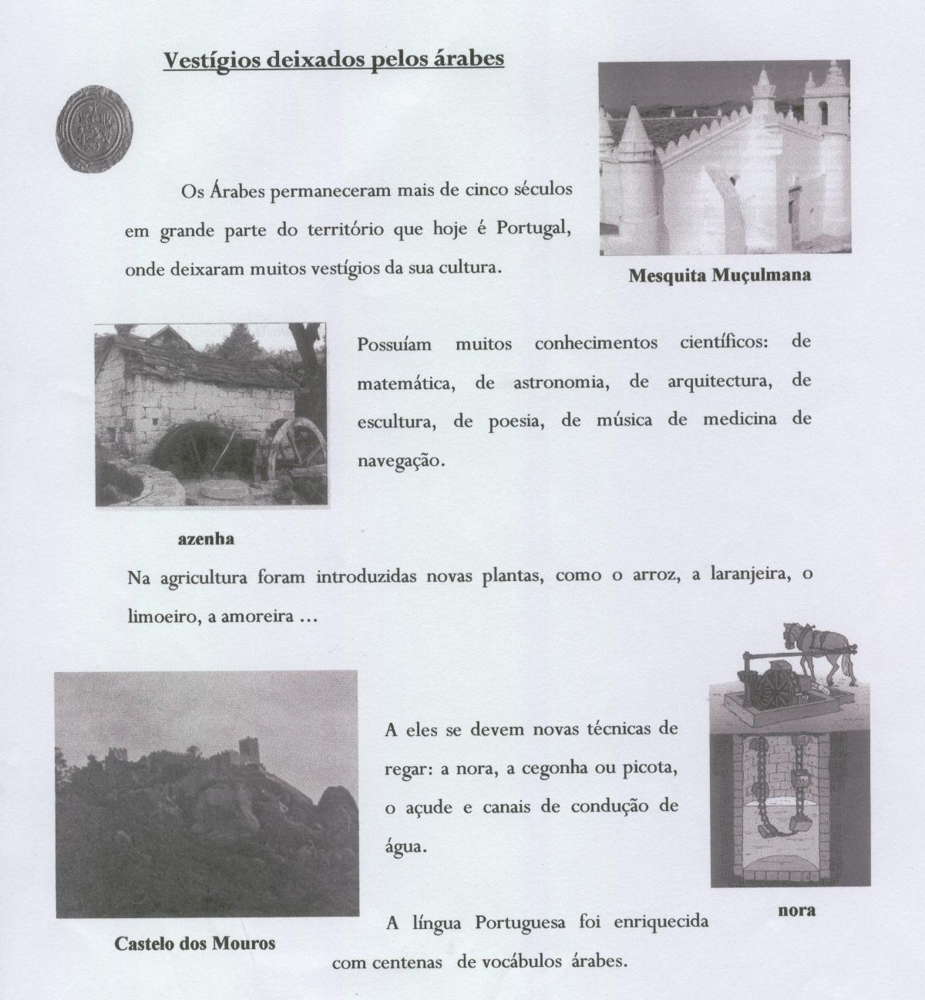 Vestígios deixados pelos árabes
Os Árabes permaneceram mais de cinco séculos
em grande parte do território que hoje é Portugal,
onde deixaram muitos vestígios da sua cultura.
Mesquita Muçulmana
Possuíam muitos conhecimentos científicos: de
matemática, de astronomia, de arquitectura, de
escultura, de poesia, de música de medicina de
navegação.
azenha
Na agricultura foram introduzidas novas plantas, como o arroz, a laranjeira, o
limoeiro, a amoreira ...
A eles se devem novas técnicas de
regar: a nora, a cegonha ou picota,
o açude e canais de condução de
água.
nora
Castelo dos Mouros
A língua Portuguesa foi enriquecida
com centenas de vocábulos árabes.